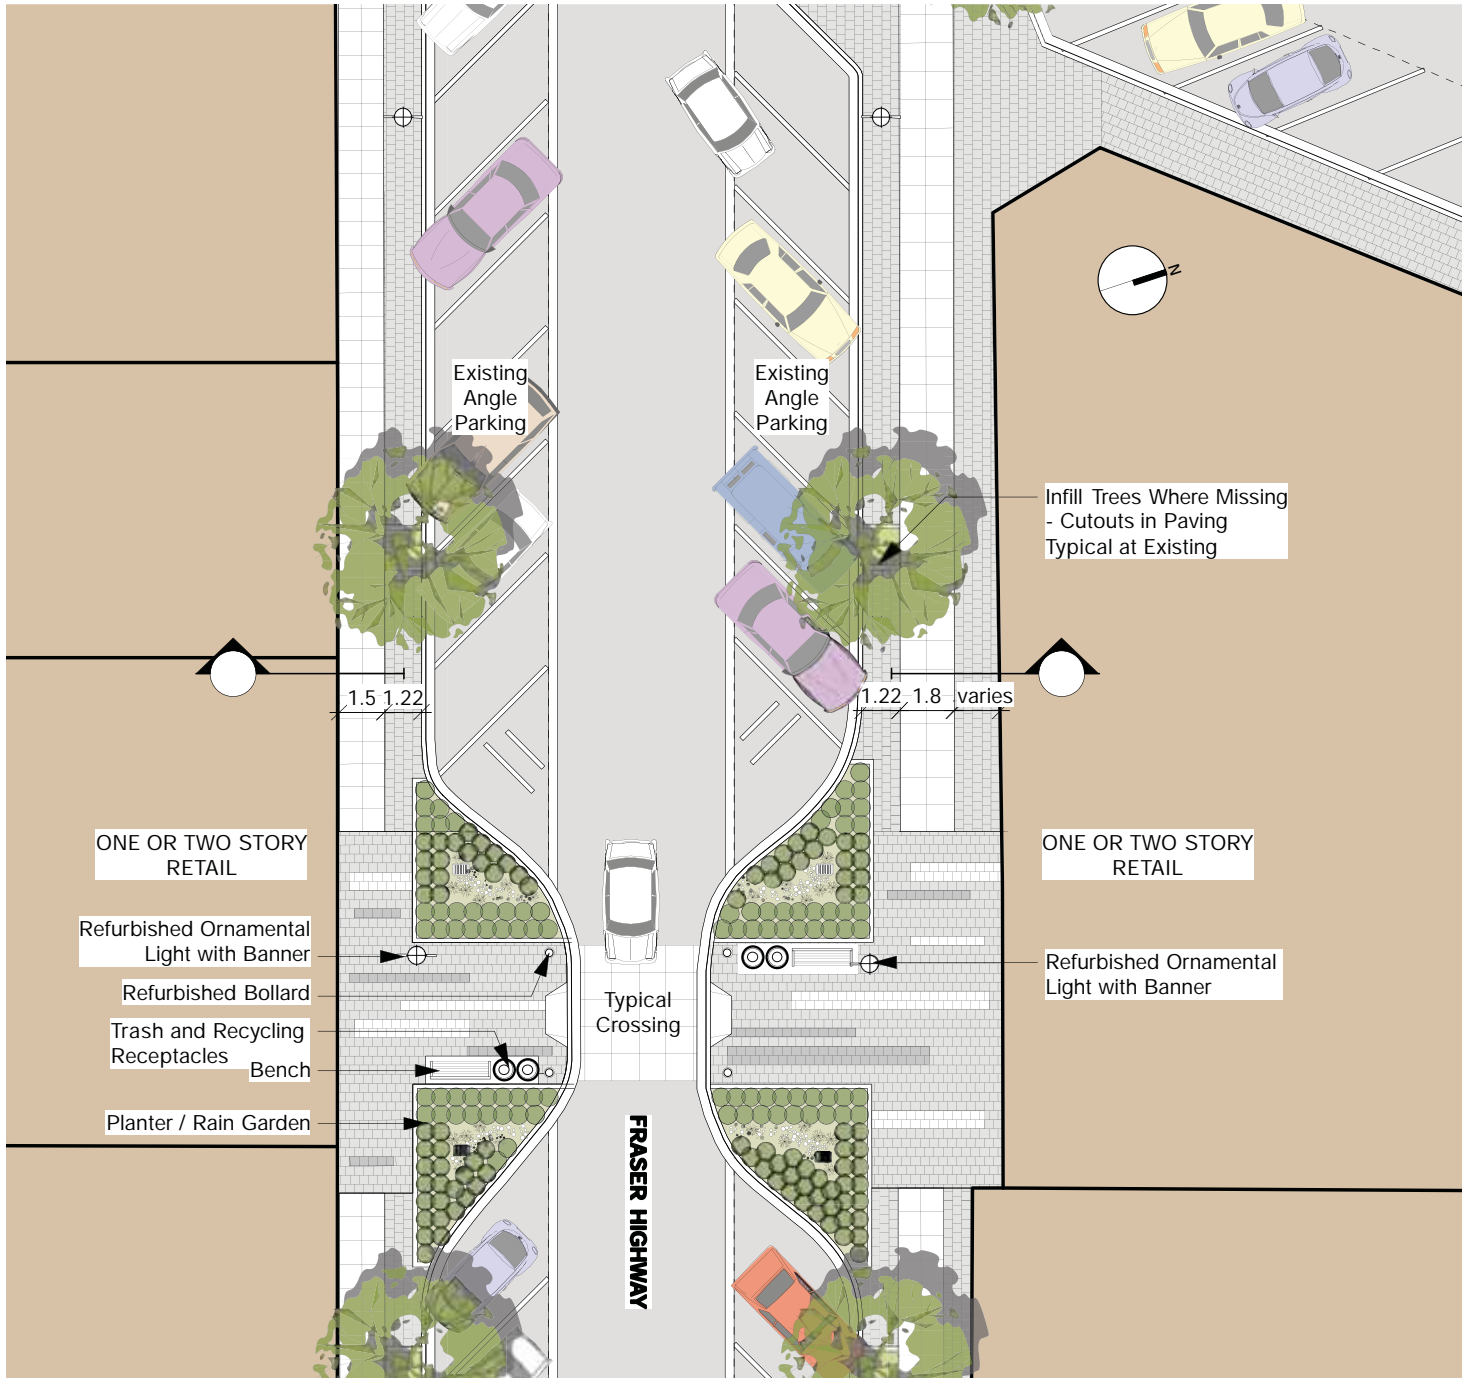 N
Existing
Angle
Parking
Existing
Angle
Parking
Infill Trees Where Missing
- Cutouts in Paving
Typical at Existing
1.5 1.22
1.22 1.8 varies
ONE OR TWO STORY
RETAIL
ONE OR TWO STORY
RETAIL
Refurbished Ornamental
Light with Banner
Refurbished Bollard
Trash and Recycling
Receptacles
Bench
Planter / Rain Garden
Typical
Crossing
Refurbished Ornamental
Light with Banner
FRASER HIGHWAY